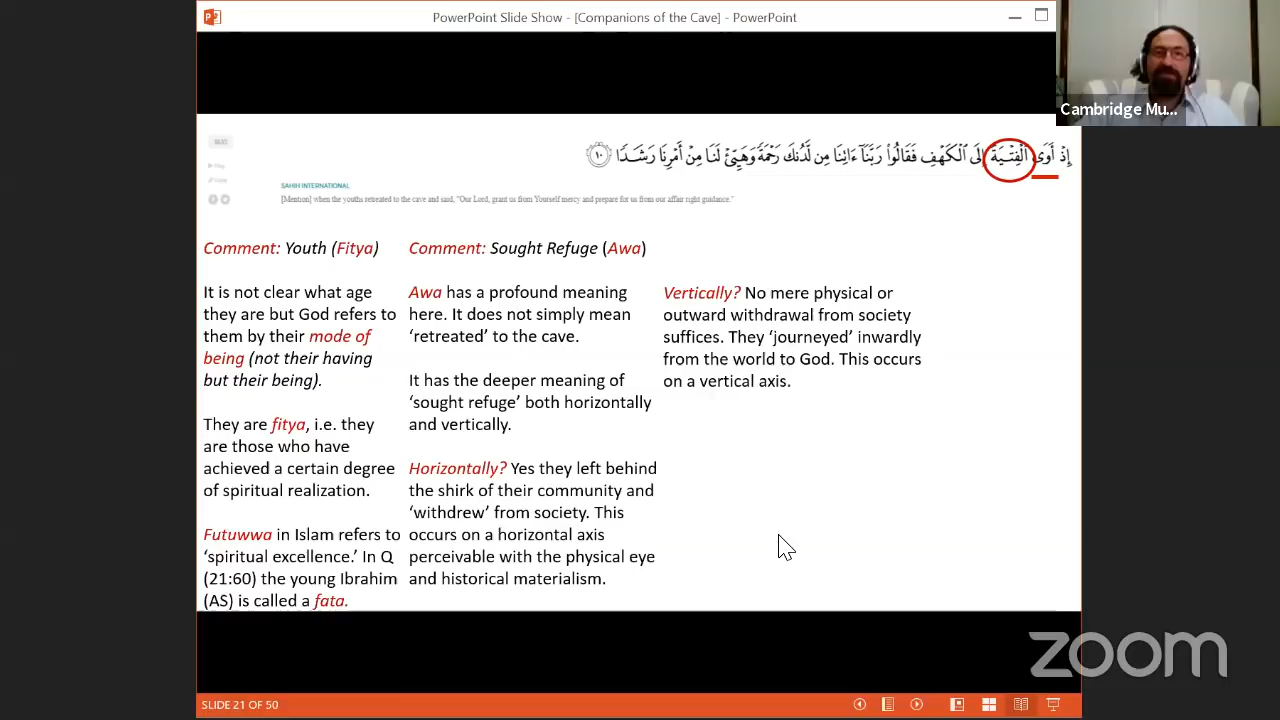 PowerPoint Slide Show - [Companions of the Cave] - PowerPoint
Cambridge Mu...
إِذْ أَوَى ٱلْفِتْيَةُ إِلَى ٱلْكَهْفِ فَقَالُوا۟ رَبَّنَآ ءَاتِنَا مِن لَّدُنكَ رَحْمَةً وَهَيِّئْ لَنَا مِنْ أَمْرِنَا رَشَدًا ١٠
SAHIH INTERNATIONAL
[Mention] when the youths retreated to the cave and said, "Our Lord, grant us from Yourself mercy and prepare for us from our affair right guidance."
Comment: Youth (Fitya)
It is not clear what age
they are but God refers to
them by their mode of
being (not their having
but their being).
They are fitya, i.e. they
are those who have
achieved a certain degree
of spiritual realization.
Futuwwa in Islam refers to
‘spiritual excellence.’ In Q
(21:60) the young Ibrahim
(AS) is called a fata.
Comment: Sought Refuge (Awa)
Awa has a profound meaning
here. It does not simply mean
‘retreated’ to the cave.
It has the deeper meaning of
‘sought refuge’ both horizontally
and vertically.
Horizontally? Yes they left behind
the shirk of their community and
‘withdrew’ from society. This
occurs on a horizontal axis
perceivable with the physical eye
and historical materialism.
Vertically? No mere physical or
outward withdrawal from society
suffices. They ‘journeyed’ inwardly
from the world to God. This occurs
on a vertical axis.
zoom
SLIDE 21 OF 50